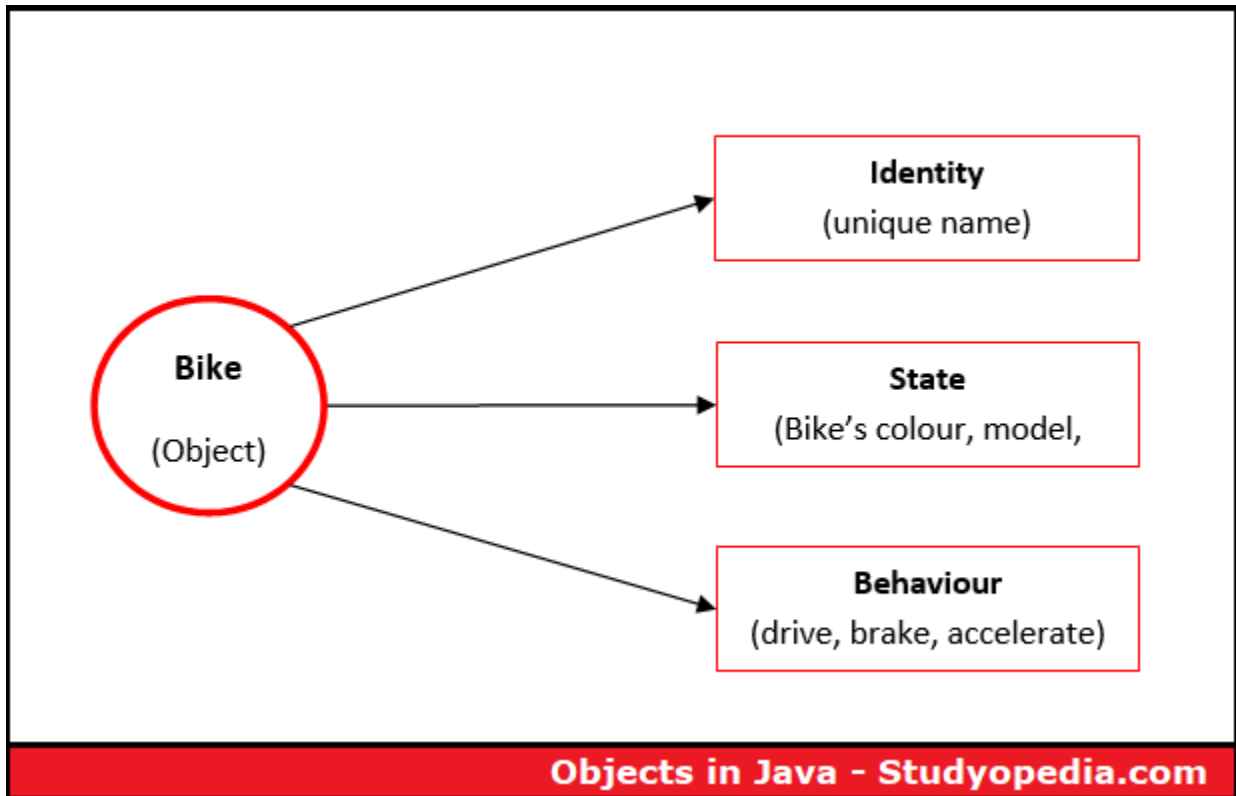 Bike
(Object)
Identity
(unique name)
State
(Bike's colour, model,
Behaviour
(drive, brake, accelerate)
Objects in Java - Studyopedia.com